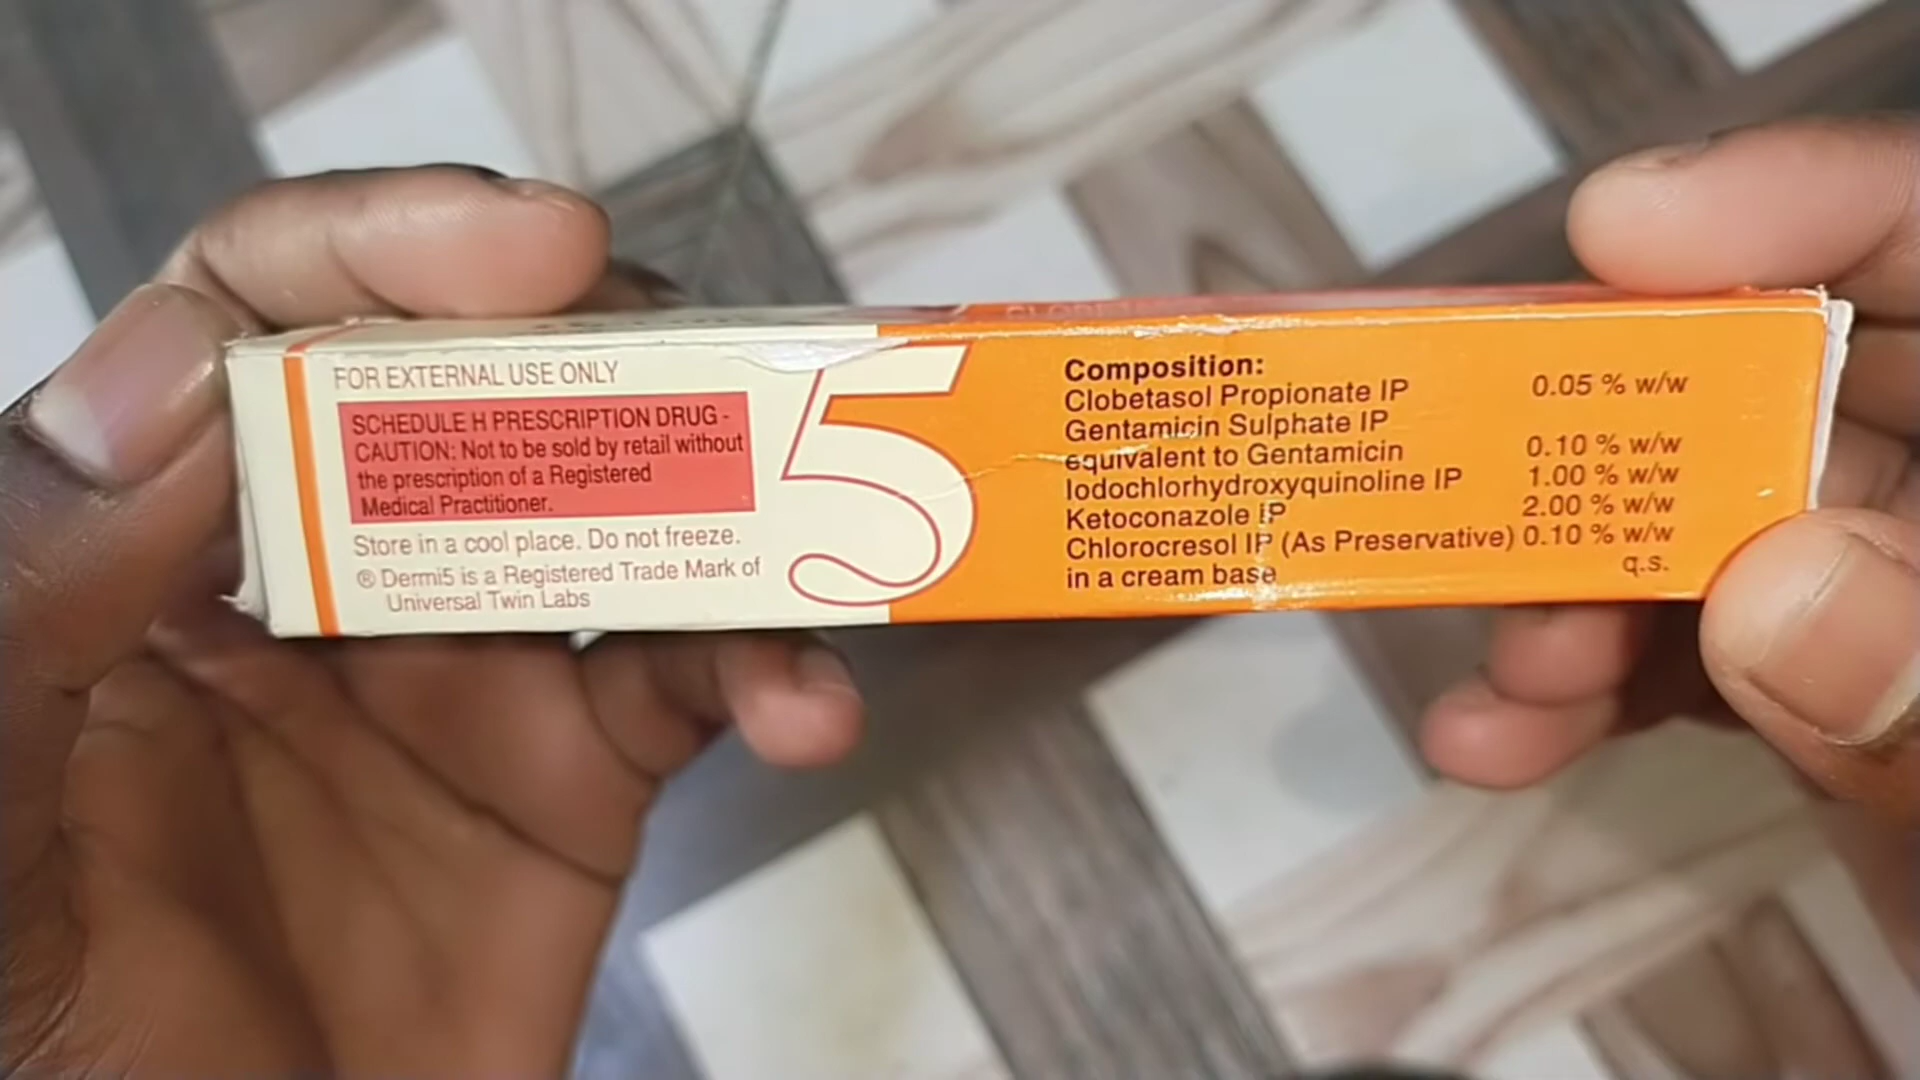 FOR EXTERNAL USE ONLY
SCHEDULE H PRESCRIPTION DRUG -
CAUTION: Not to be sold by retail without
the prescription of a Registered
Medical Practitioner.
Store in a cool place. Do not freeze.
® Dermi5 is a Registered Trade Mark of
Universal Twin Labs
5
Composition:
Clobetasol Propionate IP 0.05 % w/w
Gentamicin Sulphate IP
equivalent to Gentamicin 0.10 % w/w
Iodochlorhydroxyquinoline IP 1.00 % w/w
Ketoconazole IP 2.00 % w/w
Chlorocresol IP (As Preservative) 0.10 % w/w
in a cream base q.s.